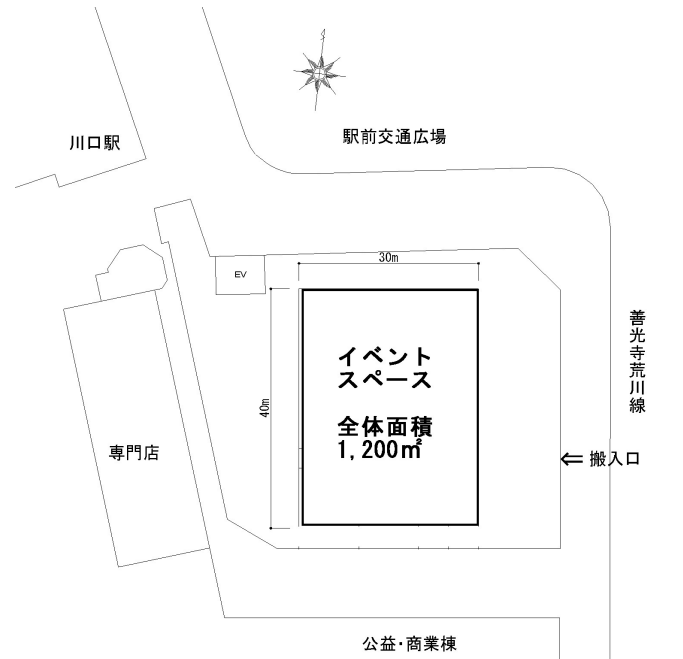 川口駅
駅前交通広場
30m
EV
善光寺荒川線
イベント
スペース
40m
全体面積
1,200㎡
専門店
⇐ 搬入口
公益・商業棟